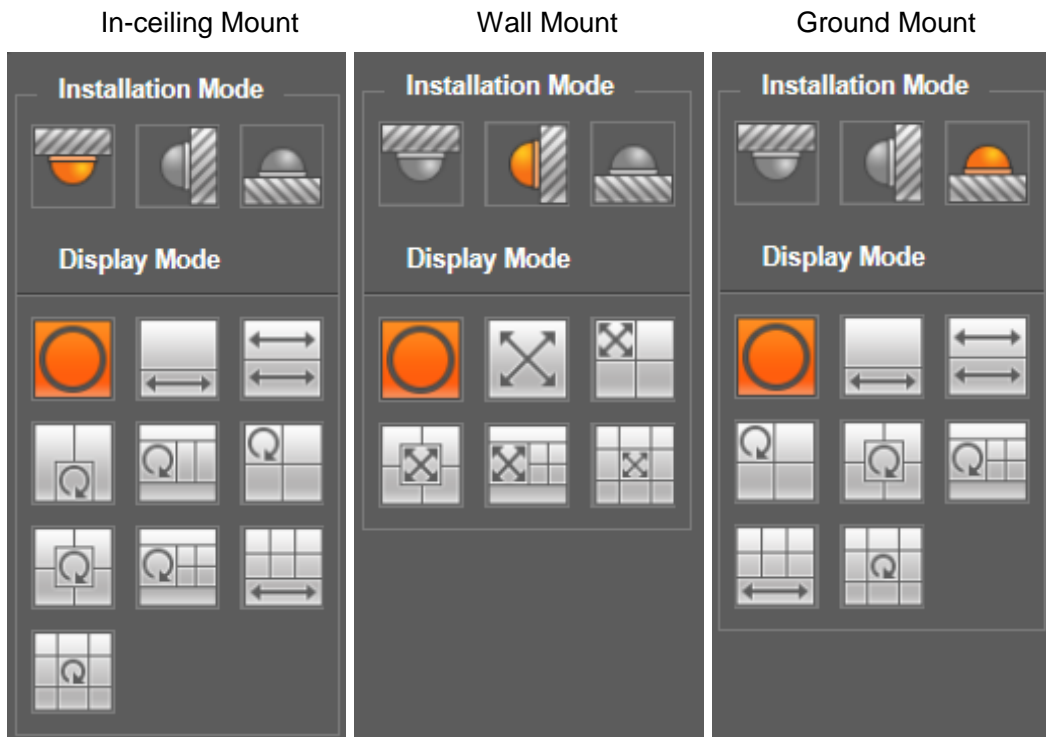 In-ceiling Mount
Wall Mount
Ground Mount
Installation Mode
Installation Mode
Installation Mode
Display Mode
Display Mode
Display Mode